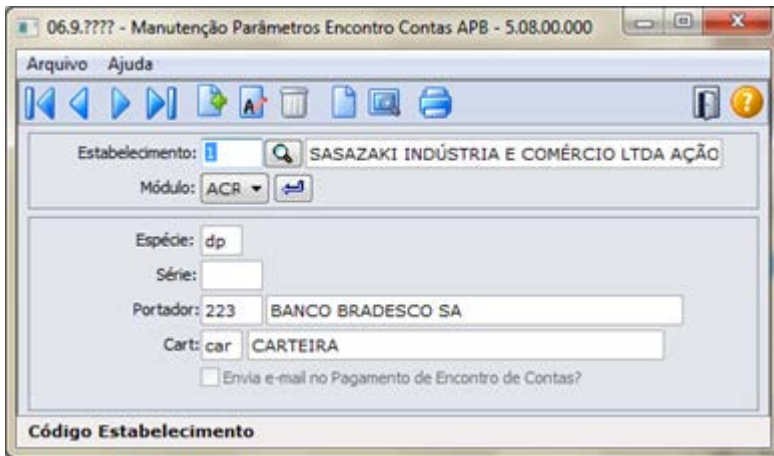 06.9.???? - Manutenção Parâmetros Encontro Contas APB - 5.08.00.000
Arquivo Ajuda
Estabelecimento: 1 SASAZAKI INDÚSTRIA E COMÉRCIO LTDA AÇÃO
Módulo: ACR
Espécie: dp
Série:
Portador: 223 BANCO BRADESCO SA
Cart: car CARTEIRA
Envia e-mail no Pagamento de Encontro de Contas?
Código Estabelecimento